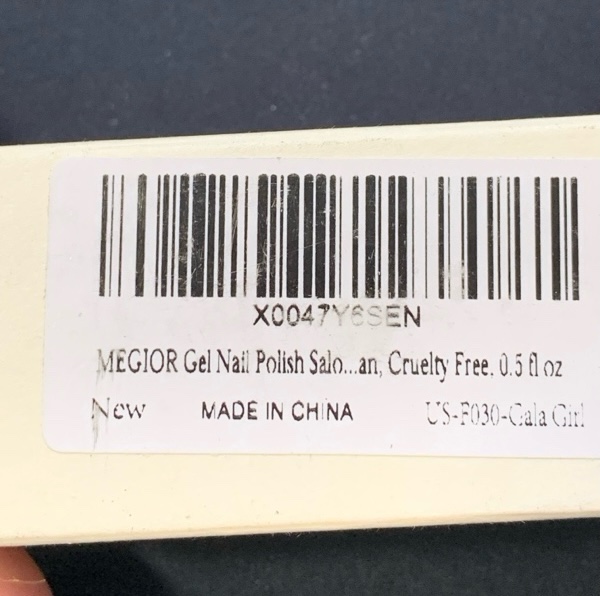 X0047Y6SEN
MEGIOR Gel Nail Polish Salo...an, Cruelty Free, 0.5 fl oz
New MADE IN CHINA US-F030-Gala Girl